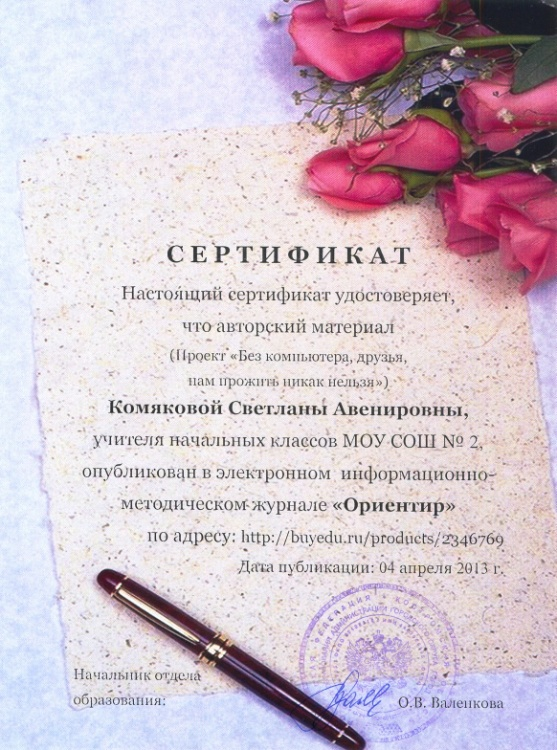 СЕРТИФИКАТ
Настоящий сертификат удостоверяет,
что авторский материал
(Проект «Без компьютера, друзья,
нам прожить никак нельзя»)
Комяковой Светланы Авенировны,
учителя начальных классов МОУ СОШ № 2,
опубликован в электронном информационно-
методическом журнале «Ориентир»
по адресу: http://buyedu.ru/products/2346769
Дата публикации: 04 апреля 2013 г.
Начальник отдела
образования:
О.В. Валенкова